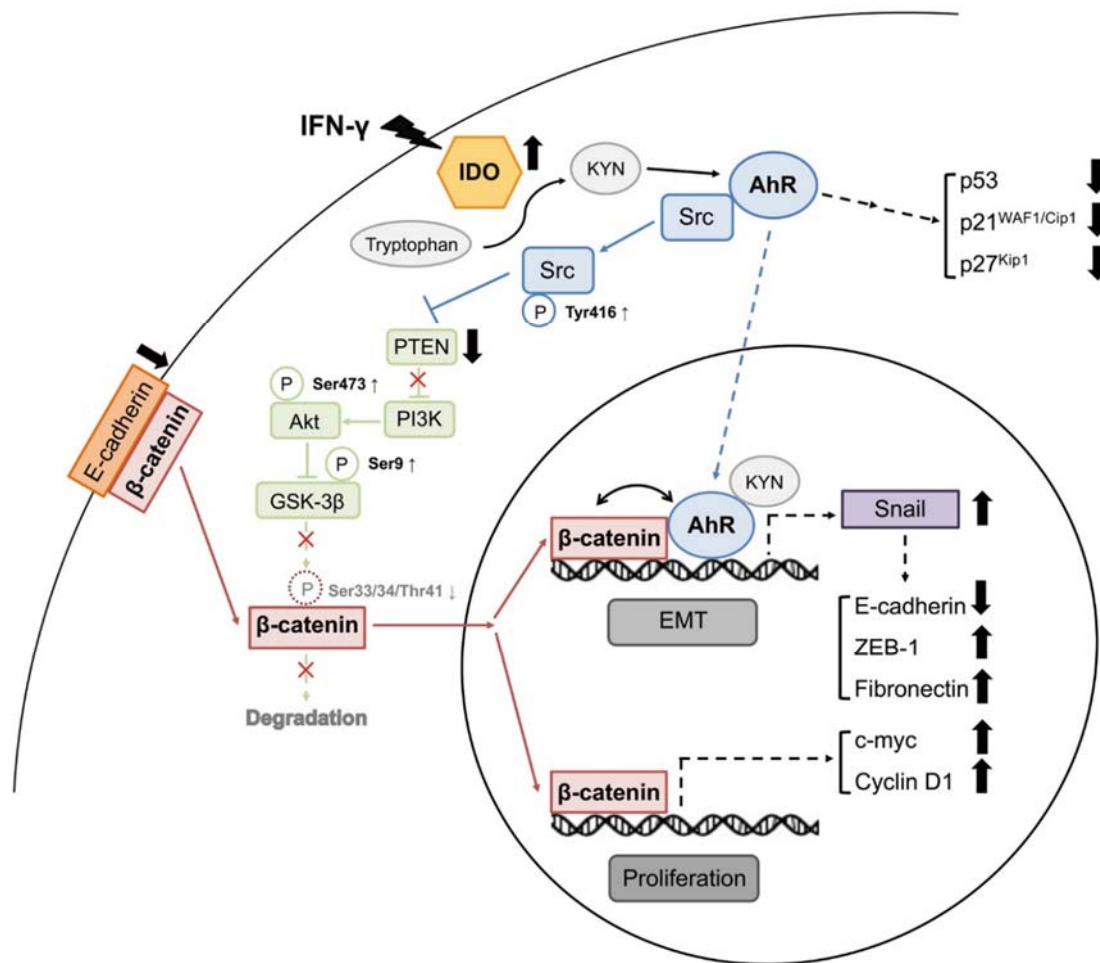 IFN-γ
IDO
KYN
AhR
Tryptophan
Src
p53
p21WAF1/Cip1
p27Kip1
Src
P
Tyr416 ↑
PTEN
P
Ser473 ↑
Akt
PI3K
P
Ser9 ↑
GSK-3β
E-cadherin
β-catenin
P
Ser33/34/Thr41 ↓
β-catenin
Degradation
KYN
AhR
β-catenin
Snail
EMT
E-cadherin
ZEB-1
Fibronectin
c-myc
Cyclin D1
β-catenin
Proliferation